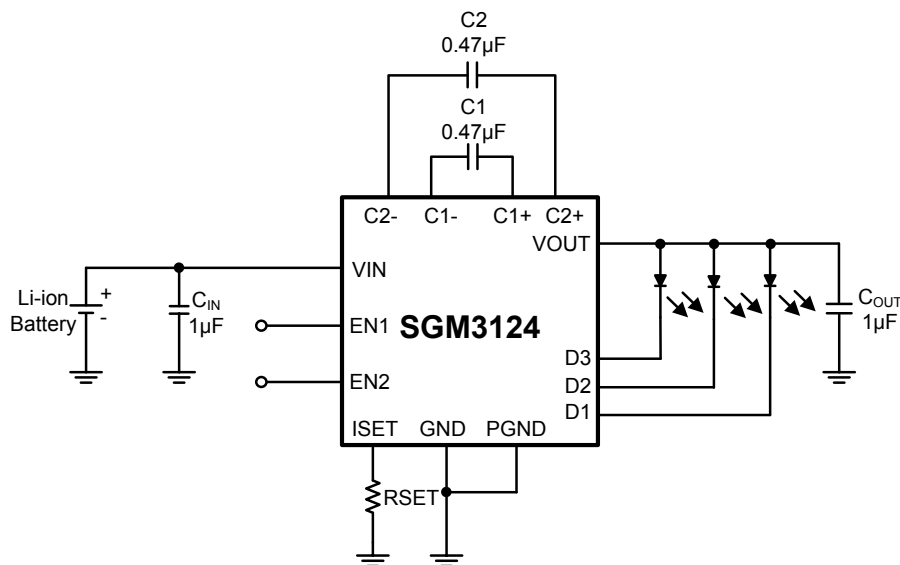 C2
0.47µF
C1
0.47µF
C2- C1- C1+ C2+
VOUT
VIN
Li-ion
Battery
+
-
CIN
1µF
EN1
SGM3124
COUT
1µF
EN2
D3
D2
D1
ISET GND PGND
RSET